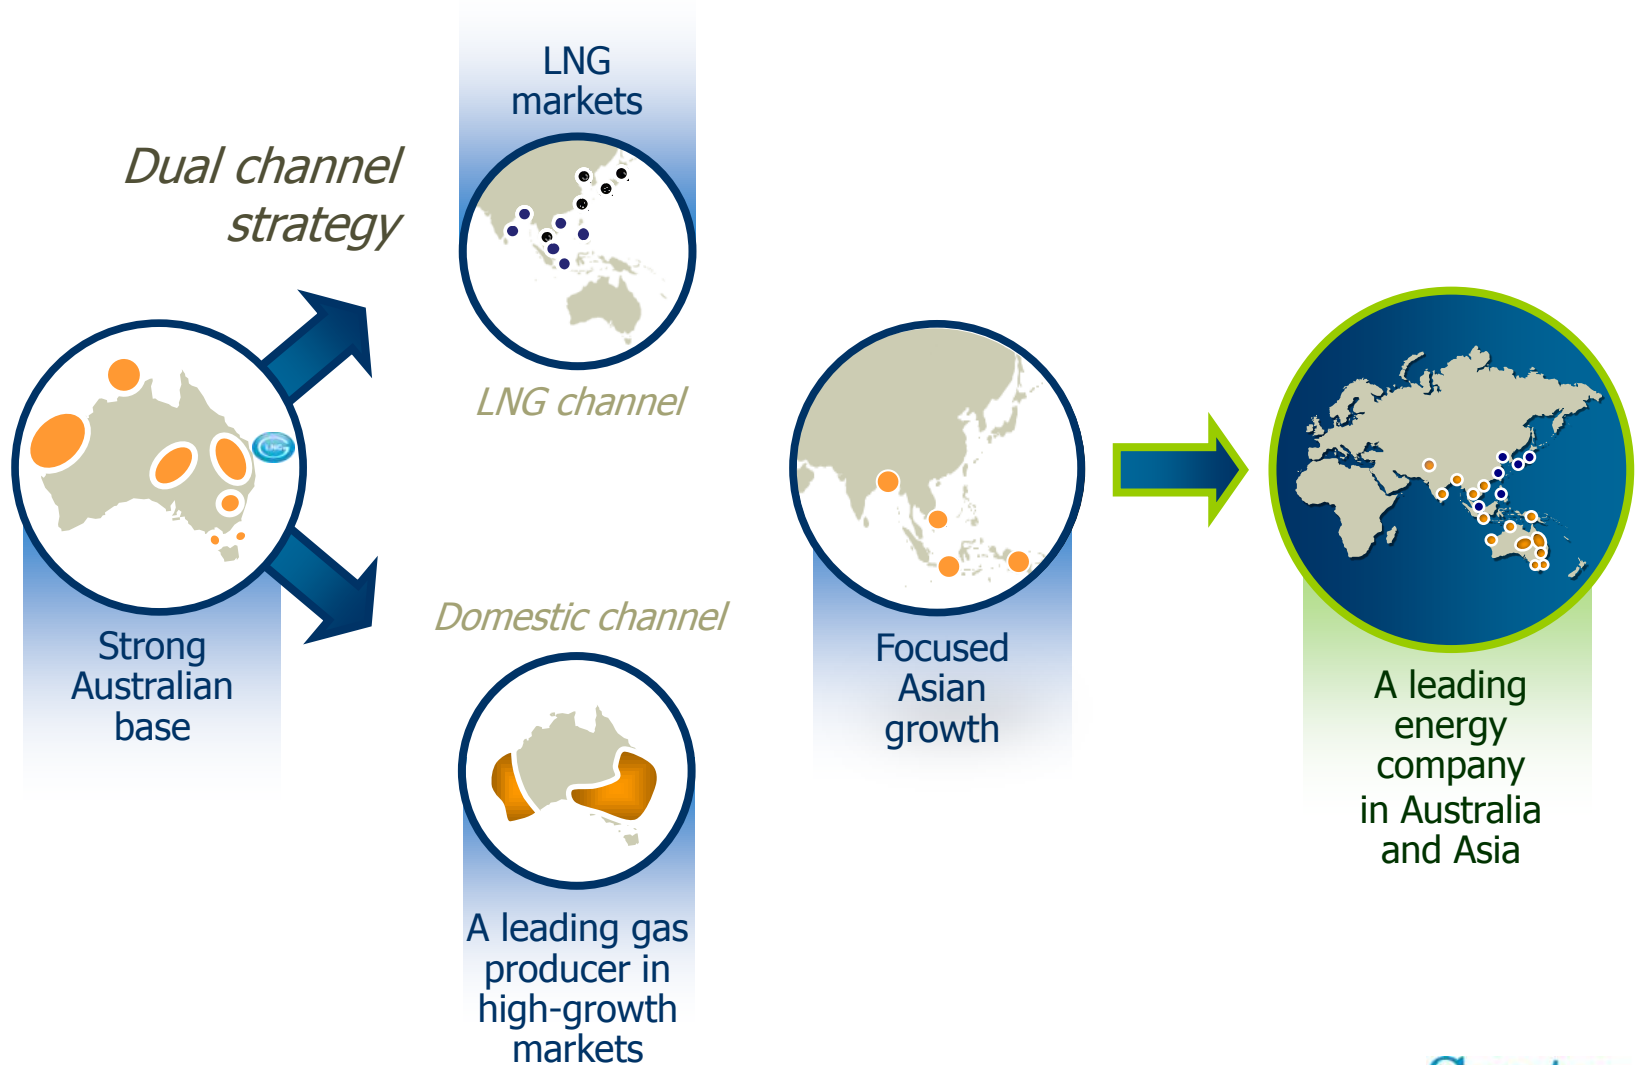 LNG
markets
Dual channel
strategy
LNG channel
LNG
Domestic channel
Strong
Australian
base
A leading gas
producer in
high-growth
markets
Focused
Asian
growth
A leading
energy
company
in Australia
and Asia